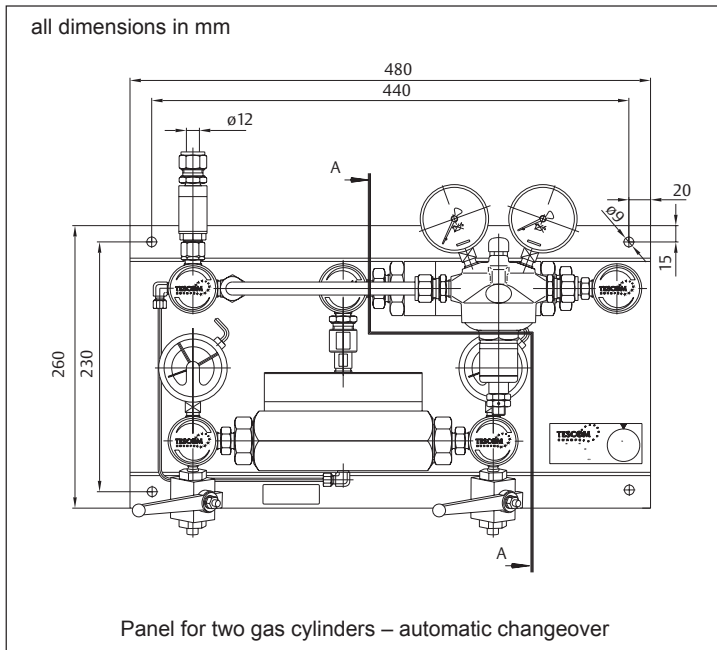 all dimensions in mm
480
440
ø12
A
20
ø9
15
TESCOM
TESCOM
TESCOM
260
230
TESCOM
TESCOM
TESCOM
A
Panel for two gas cylinders – automatic changeover